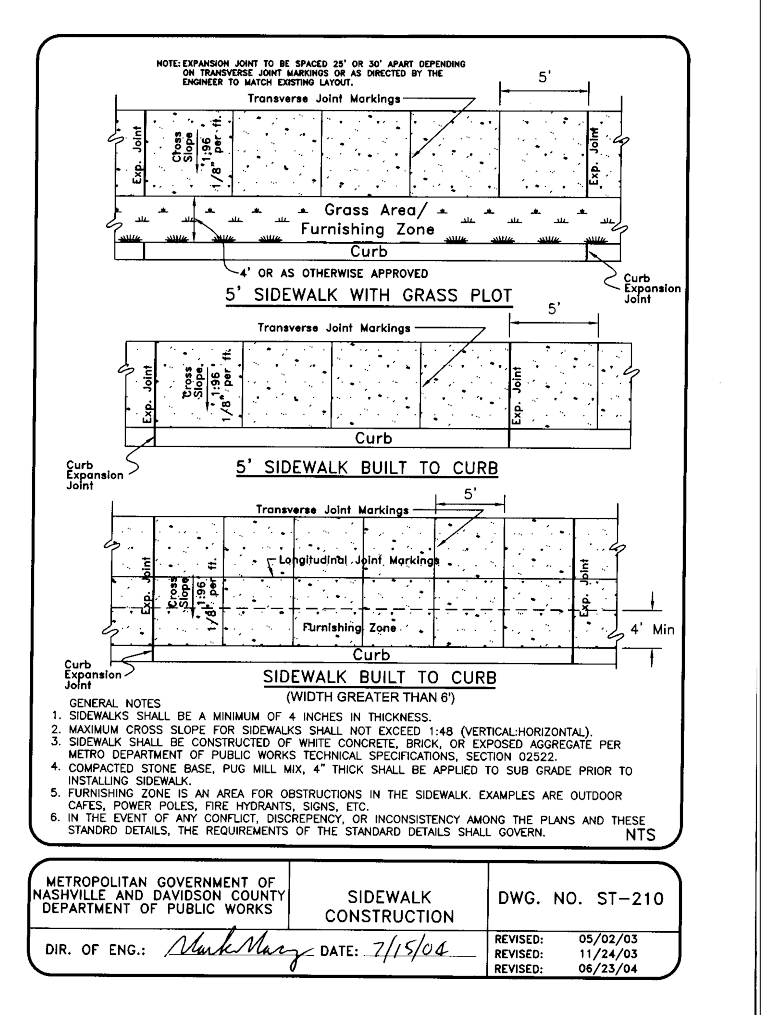 NOTE: EXPANSION JOINT TO BE SPACED 25' OR 30' APART DEPENDING
ON TRANSVERSE JOINT MARKINGS OR AS DIRECTED BY THE
ENGINEER TO MATCH EXISTING LAYOUT.
5'
Transverse Joint Markings
Exp. Joint
Cross
Slope
1:96
1/8" per ft.
Exp. Joint
Grass Area/
Furnishing Zone
Curb
4' OR AS OTHERWISE APPROVED
Curb
Expansion
Joint
5' SIDEWALK WITH GRASS PLOT
5'
Transverse Joint Markings
Exp. Joint
Cross
Slope
1:96
1/8" per ft.
Exp. Joint
Curb
Curb
Expansion
Joint
5' SIDEWALK BUILT TO CURB
5'
Transverse Joint Markings
Longitudinal Joint Markings
Exp. Joint
Cross
Slope
1:96
1/8" per ft.
Exp. Joint
Furnishing Zone
4' Min
Curb
Curb
Expansion
Joint
SIDEWALK BUILT TO CURB
(WIDTH GREATER THAN 6')
GENERAL NOTES
1. SIDEWALKS SHALL BE A MINIMUM OF 4 INCHES IN THICKNESS.
2. MAXIMUM CROSS SLOPE FOR SIDEWALKS SHALL NOT EXCEED 1:48 (VERTICAL:HORIZONTAL).
3. SIDEWALK SHALL BE CONSTRUCTED OF WHITE CONCRETE, BRICK, OR EXPOSED AGGREGATE PER
METRO DEPARTMENT OF PUBLIC WORKS TECHNICAL SPECIFICATIONS, SECTION 02522.
4. COMPACTED STONE BASE, PUG MILL MIX, 4" THICK SHALL BE APPLIED TO SUB GRADE PRIOR TO
INSTALLING SIDEWALK.
5. FURNISHING ZONE IS AN AREA FOR OBSTRUCTIONS IN THE SIDEWALK. EXAMPLES ARE OUTDOOR
CAFES, POWER POLES, FIRE HYDRANTS, SIGNS, ETC.
6. IN THE EVENT OF ANY CONFLICT, DISCREPENCY, OR INCONSISTENCY AMONG THE PLANS AND THESE
STANDRD DETAILS, THE REQUIREMENTS OF THE STANDARD DETAILS SHALL GOVERN.
NTS
METROPOLITAN GOVERNMENT OF
NASHVILLE AND DAVIDSON COUNTY
DEPARTMENT OF PUBLIC WORKS
SIDEWALK
CONSTRUCTION
DWG. NO. ST-210
DIR. OF ENG.: Mark Macy DATE: 7/15/04
REVISED: 05/02/03
REVISED: 11/24/03
REVISED: 06/23/04